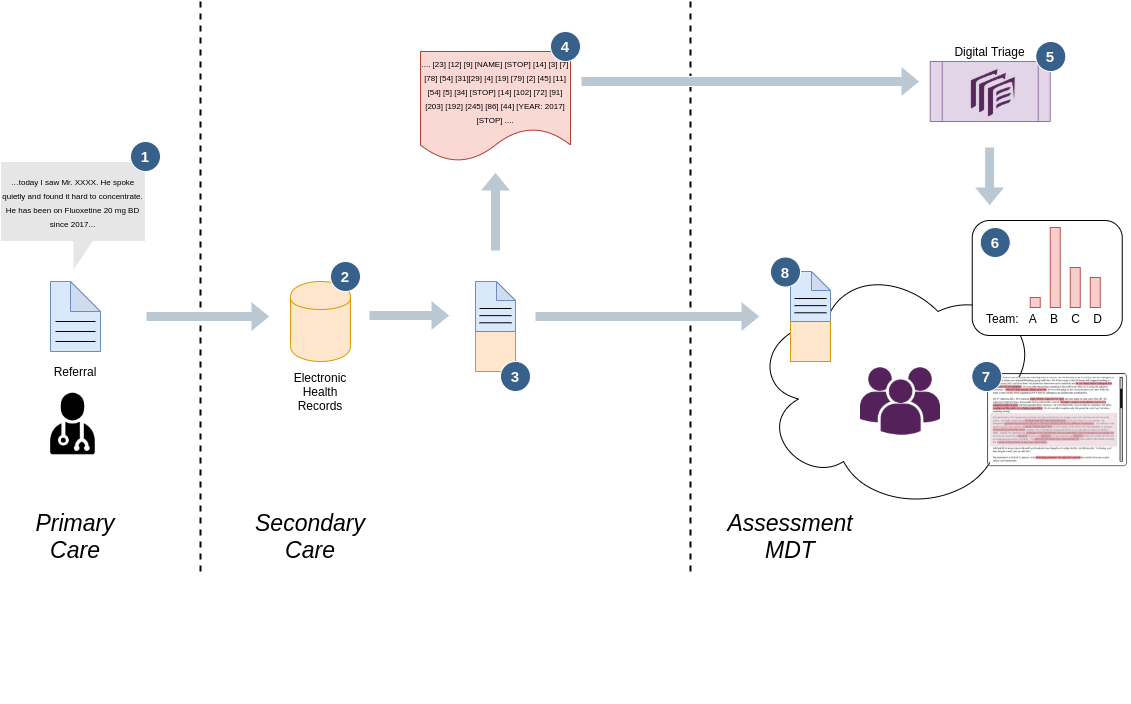 1
…today I saw Mr. XXXX. He spoke
quietly and found it hard to concentrate.
He has been on Fluoxetine 20 mg BD
since 2017...
Referral
Primary
Care
2
Electronic
Health
Records
3
Secondary
Care
4
.... [23] [12] [9] [NAME] [STOP] [14] [3] [7]
[78] [54] [31][29] [4] [19] [79] [2] [45] [11]
[54] [5] [34] [STOP] [14] [102] [72] [91]
[203] [192] [245] [86] [44] [YEAR: 2017]
[STOP] ....
Digital Triage
5
6
Team: A B C D
8
7
Assessment
MDT